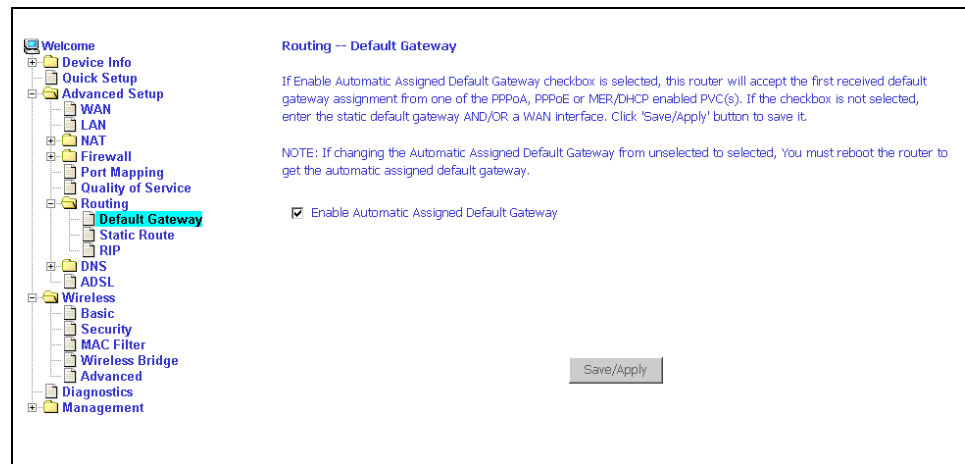 Welcome
Device Info
Quick Setup
Advanced Setup
WAN
LAN
NAT
Firewall
Port Mapping
Quality of Service
Routing
Default Gateway
Static Route
RIP
DNS
ADSL
Wireless
Basic
Security
MAC Filter
Wireless Bridge
Advanced
Diagnostics
Management
Routing -- Default Gateway
If Enable Automatic Assigned Default Gateway checkbox is selected, this router will accept the first received default
gateway assignment from one of the PPPoA, PPPoE or MER/DHCP enabled PVC(s). If the checkbox is not selected,
enter the static default gateway AND/OR a WAN interface. Click 'Save/Apply' button to save it.
NOTE: If changing the Automatic Assigned Default Gateway from unselected to selected, You must reboot the router to
get the automatic assigned default gateway.
Enable Automatic Assigned Default Gateway
Save/Apply